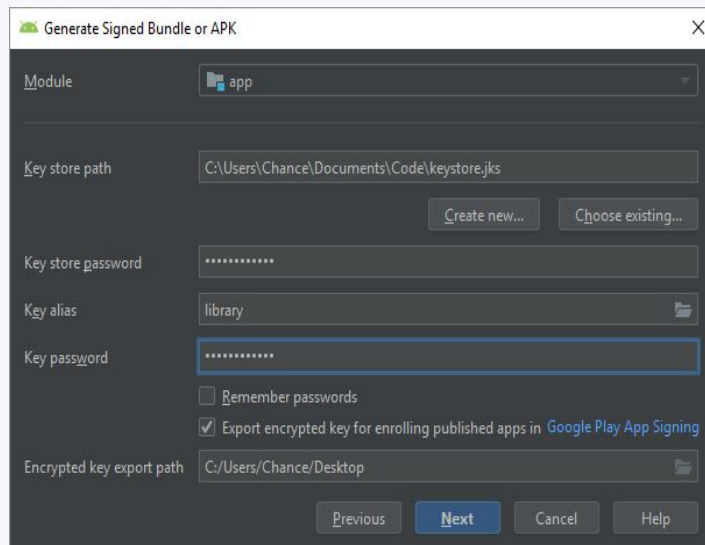 Generate Signed Bundle or APK
Module app
Key store path C:\Users\Chance\Documents\Code\keystore.jks
Create new... Choose existing...
Key store password ••••••••••••
Key alias library
Key password ••••••••••••
Remember passwords
Export encrypted key for enrolling published apps in Google Play App Signing
Encrypted key export path C:/Users/Chance/Desktop
Previous Next Cancel Help